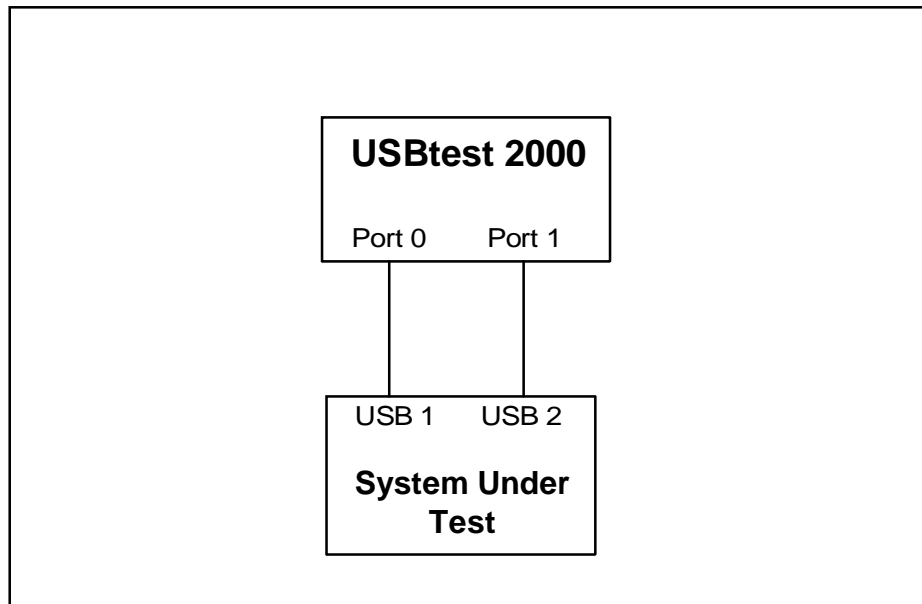 USBtest 2000
Port 0 Port 1
USB 1 USB 2
System Under
Test